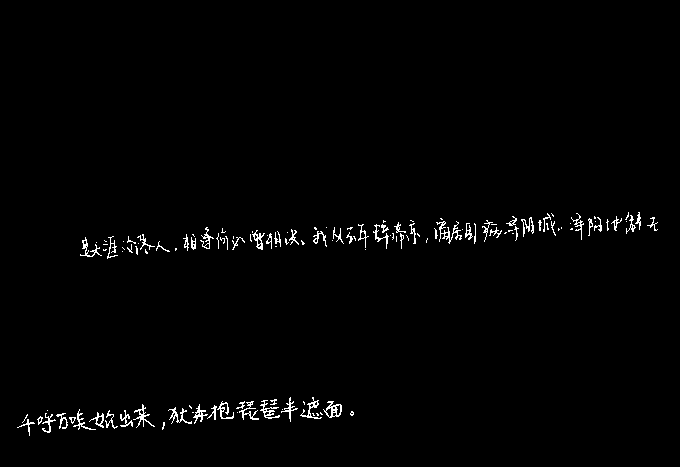 是天涯沦落人,相逢何必曾相识。我从去年辞帝京,谪居卧病浔阳城。浔阳地僻无
千呼万唤始出来,犹抱琵琶半遮面。